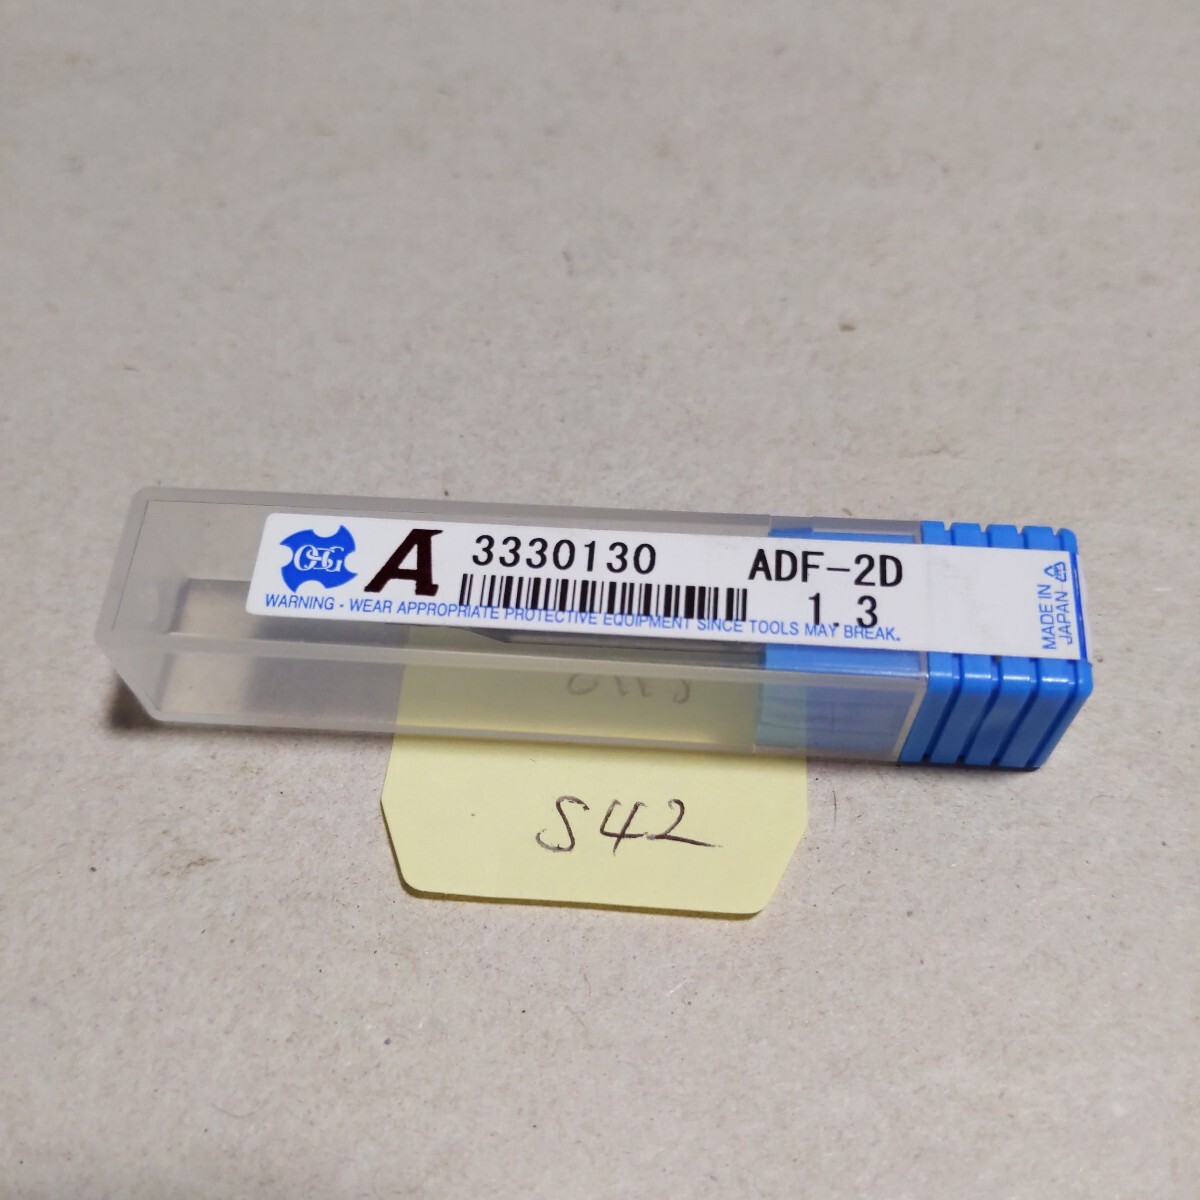 OSG A 3330130 ADF-2D
1.3
WARNING - WEAR APPROPRIATE PROTECTIVE EQUIPMENT SINCE TOOLS MAY BREAK.
MADE IN
JAPAN
S42